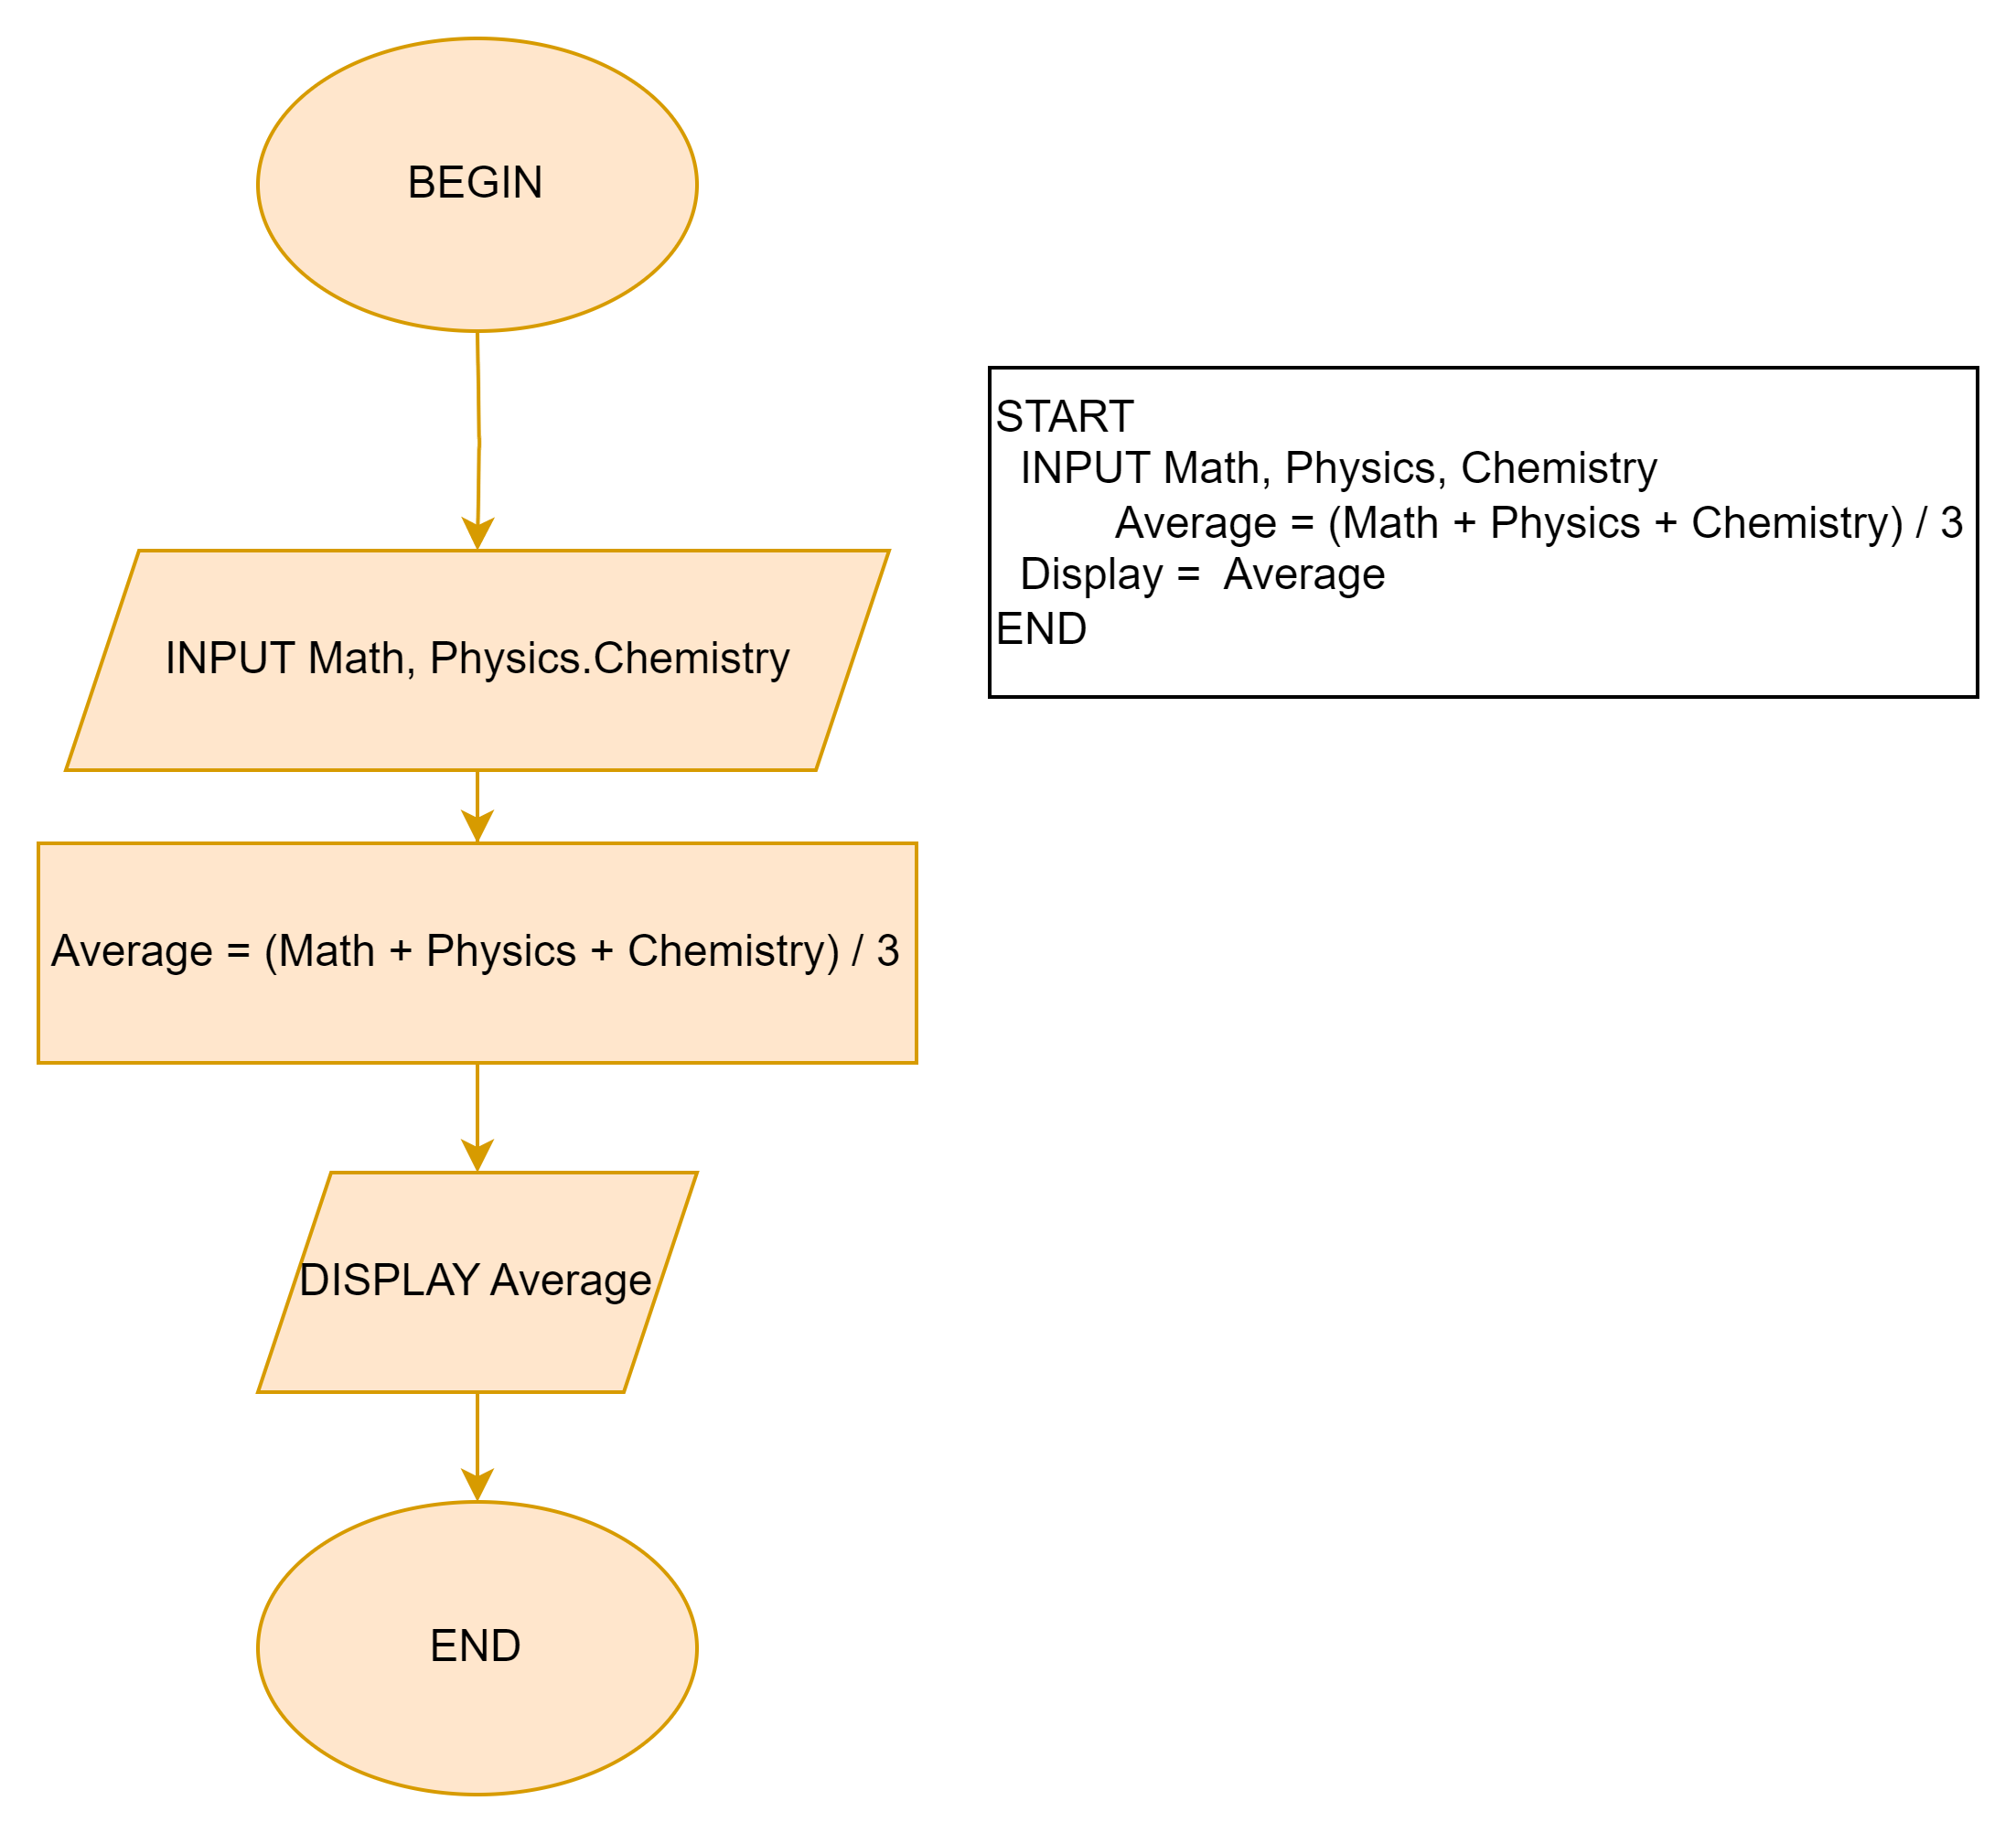 BEGIN
INPUT Math, Physics.Chemistry
Average = (Math + Physics + Chemistry) / 3
DISPLAY Average
END
START
INPUT Math, Physics, Chemistry
Average = (Math + Physics + Chemistry) / 3
Display =  Average
END